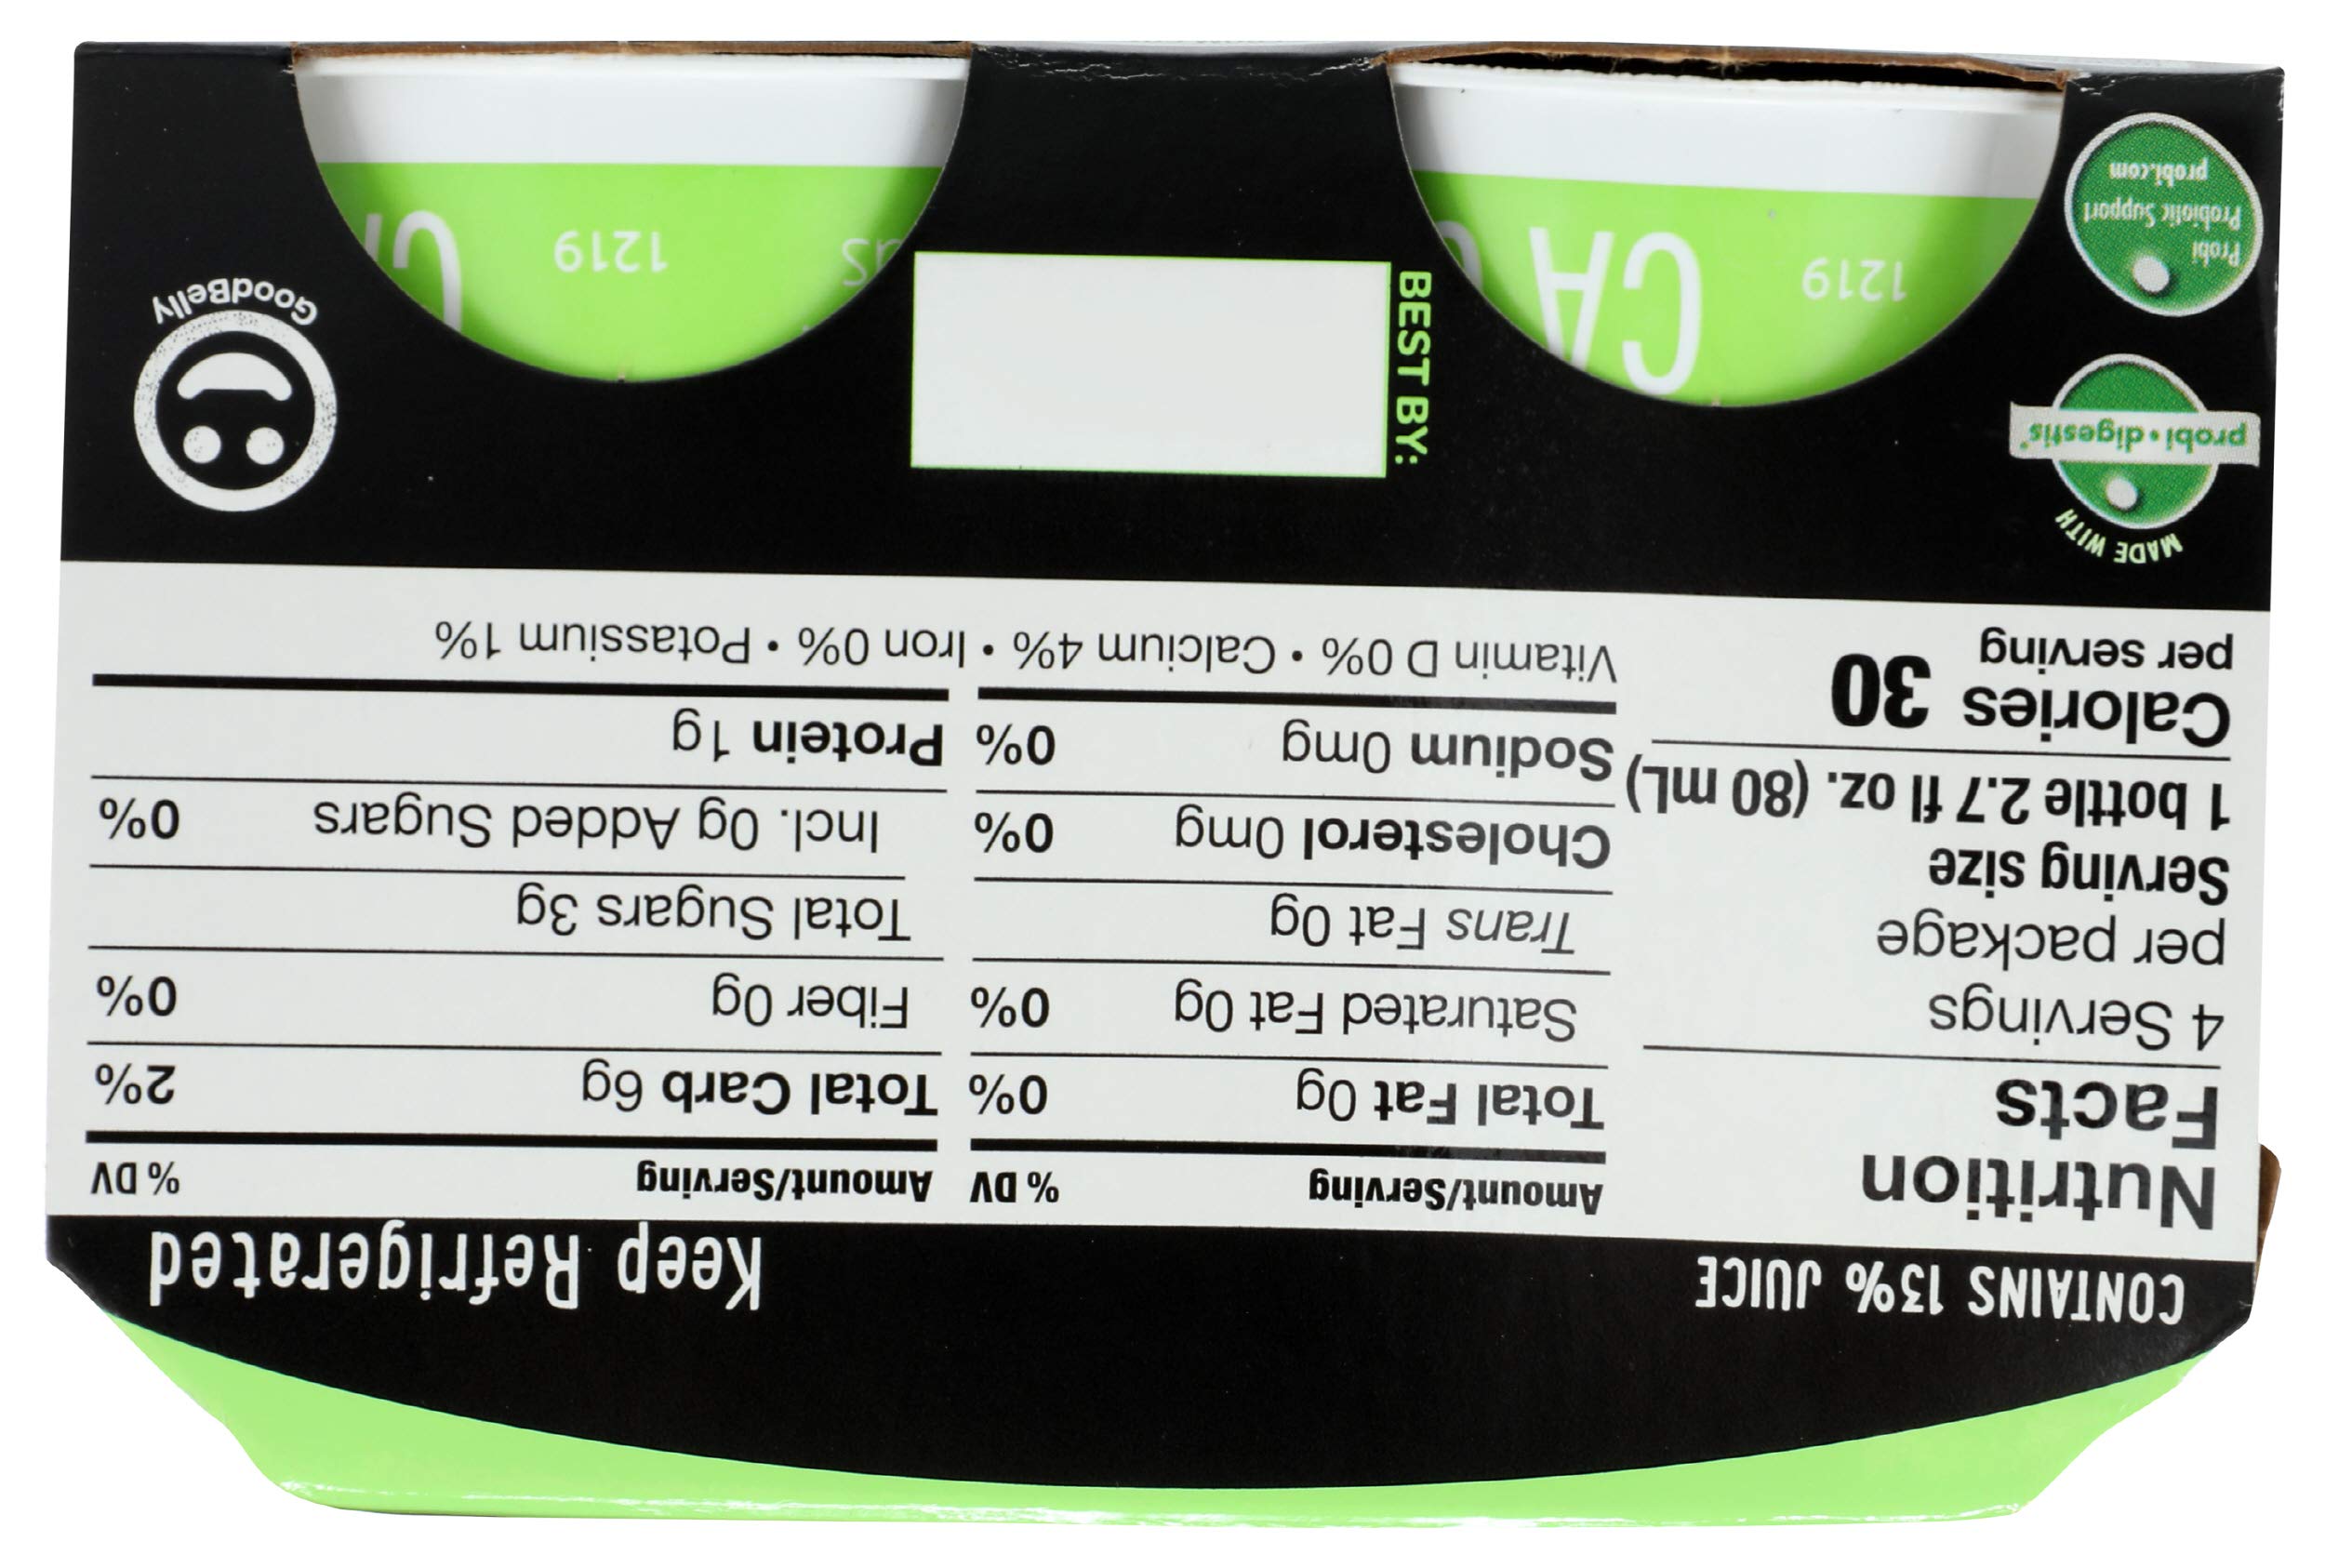 CONTAINS 13% JUICE
Keep Refrigerated
Nutrition
Facts
4 Servings
per package
Serving size
1 bottle 2.7 fl oz. (80 mL)
Calories 30
per serving
Amount/Serving % DV
Total Fat 0g 0%
Saturated Fat 0g 0%
Trans Fat 0g
Cholesterol 0mg 0%
Sodium 0mg 0%
Amount/Serving % DV
Total Carb 6g 2%
Fiber 0g 0%
Total Sugars 3g
Incl. 0g Added Sugars 0%
Protein 1g
Vitamin D 0% • Calcium 4% • Iron 0% • Potassium 1%
MADE WITH
probi • digestis®
Probi
Probiotic Support
probi.com
BEST BY:
GoodBelly
1219
CA
1219